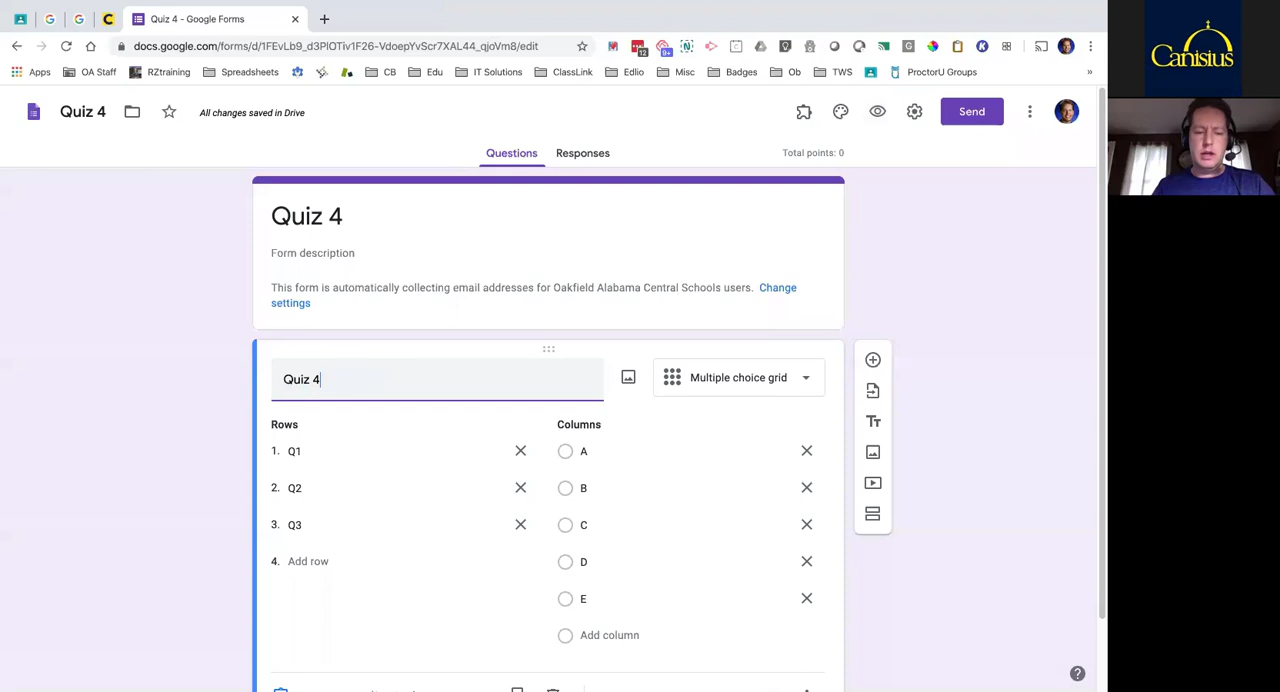 Quiz 4 - Google Forms
docs.google.com/forms/d/1FEvLb9_d3PlOTiv1F26-VdoepYvScr7XAL44_qjoVm8/edit
12
9+
Apps OA Staff RZtraining Spreadsheets CB Edu IT Solutions ClassLink Edlio Misc Badges Ob TWS ProctorU Groups »
Canisius
Quiz 4 All changes saved in Drive Send
Questions Responses Total points: 0
Quiz 4
Form description
This form is automatically collecting email addresses for Oakfield Alabama Central Schools users. Change
settings
Quiz 4 Multiple choice grid
Rows Columns
1. Q1 A
2. Q2 B
3. Q3 C
4. Add row D
E
Add column